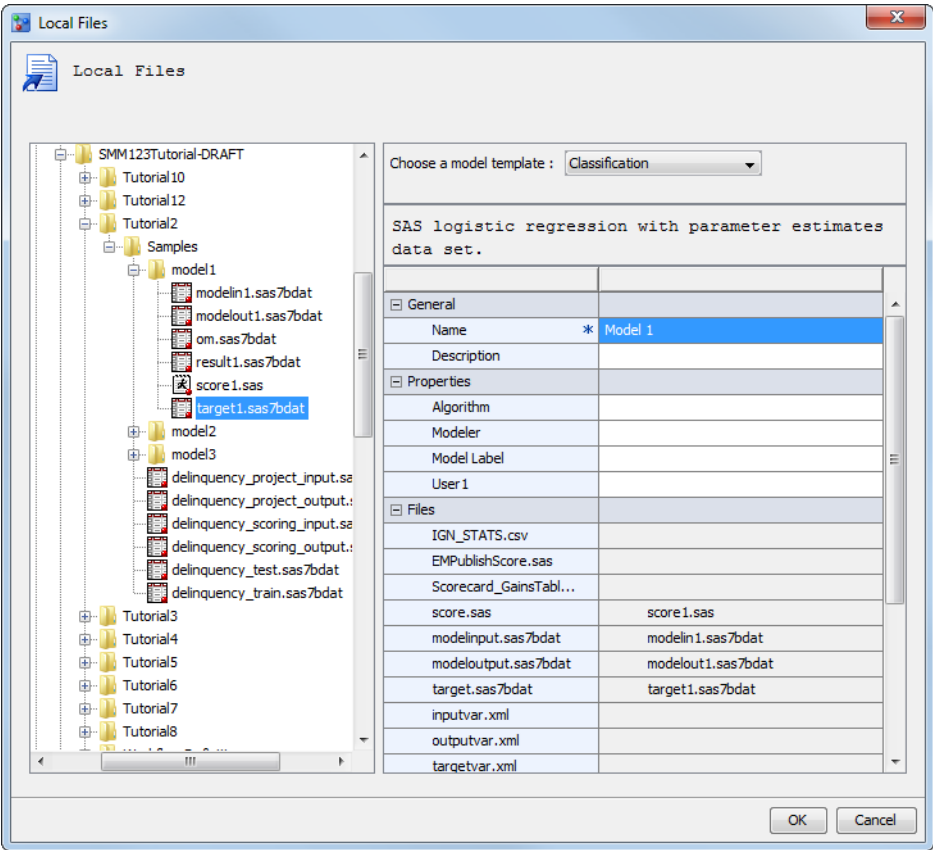 Local Files
Local Files
SMM123Tutorial-DRAFT
Tutorial10
Tutorial12
Tutorial2
Samples
model1
modelin1.sas7bdat
modelout1.sas7bdat
om.sas7bdat
result1.sas7bdat
score1.sas
target1.sas7bdat
model2
model3
delinquency_project_input.sa
delinquency_project_output.s
delinquency_scoring_input.sa
delinquency_scoring_output.s
delinquency_test.sas7bdat
delinquency_train.sas7bdat
Tutorial3
Tutorial4
Tutorial5
Tutorial6
Tutorial7
Tutorial8
Choose a model template : Classification
SAS logistic regression with parameter estimates
data set.
General
Name * Model 1
Description
Properties
Algorithm
Modeler
Model Label
User1
Files
IGN_STATS.csv
EMPublishScore.sas
Scorecard_GainsTabl...
score.sas score1.sas
modelinput.sas7bdat modelin1.sas7bdat
modeloutput.sas7bdat modelout1.sas7bdat
target.sas7bdat target1.sas7bdat
inputvar.xml
outputvar.xml
targetvar.xml
OK Cancel